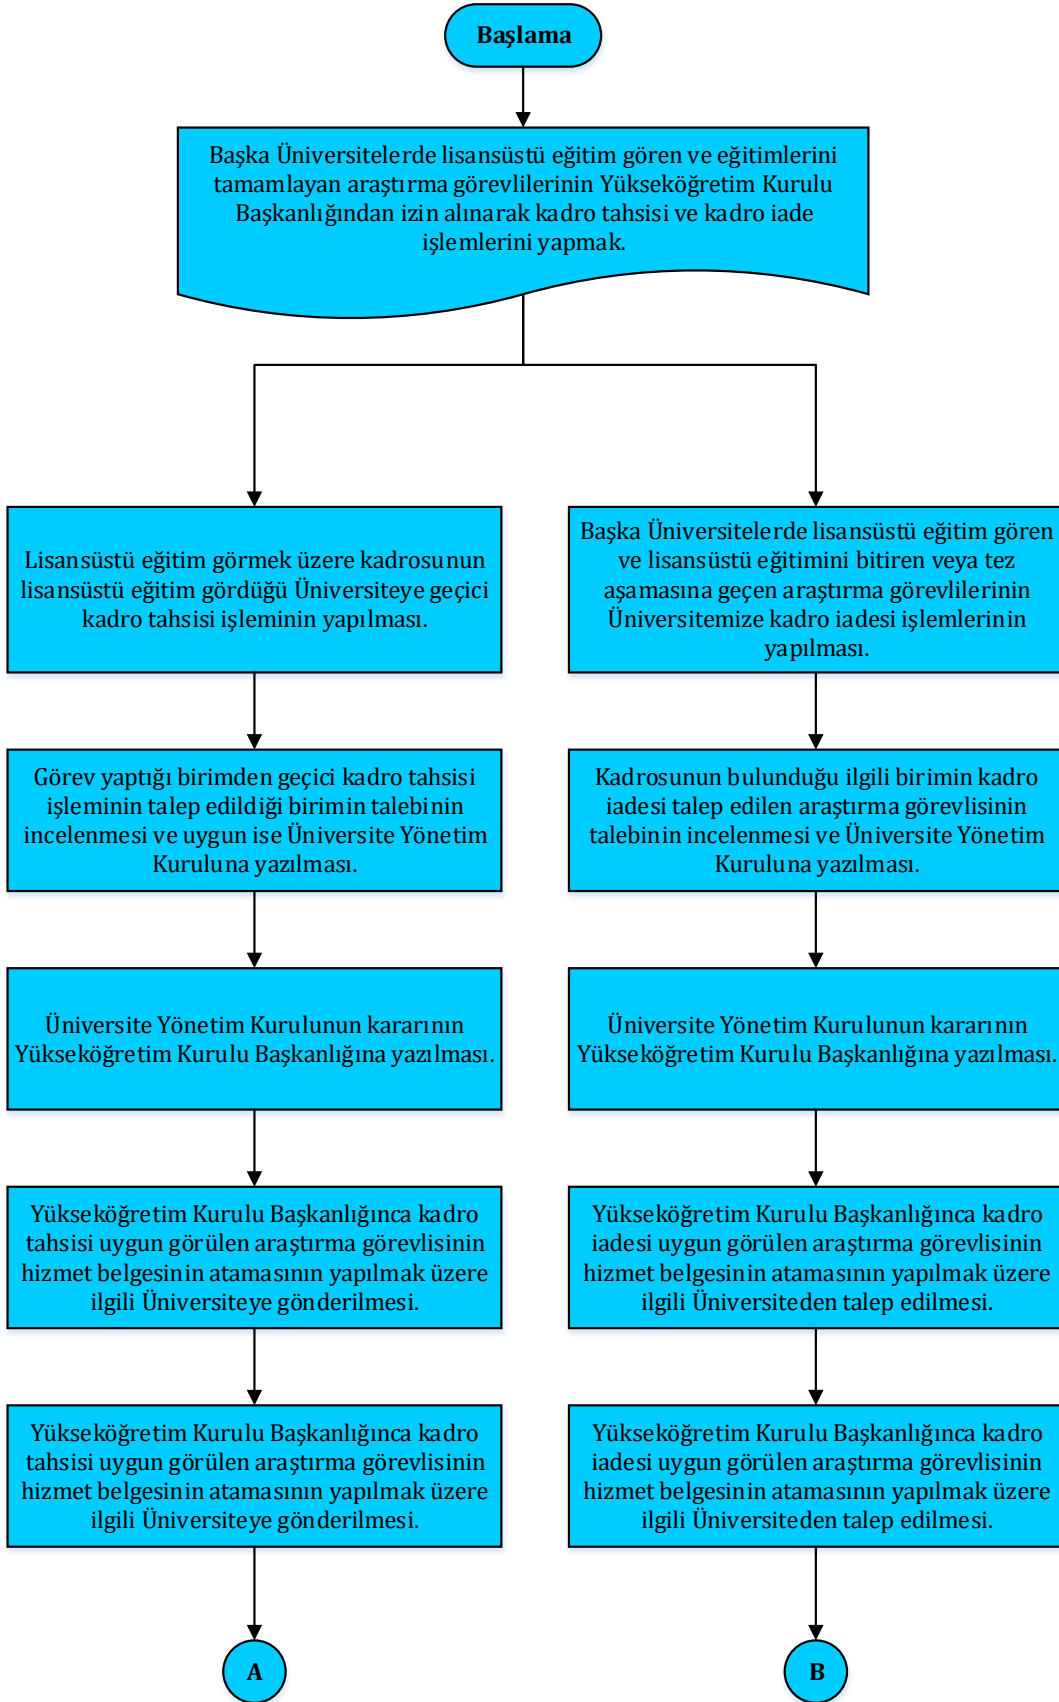 Başlama
Başka Üniversitelerde lisansüstü eğitim gören ve eğitimlerini
tamamlayan araştırma görevlilerinin Yükseköğretim Kurulu
Başkanlığından izin alınarak kadro tahsisi ve kadro iade
işlemlerini yapmak.
Lisansüstü eğitim görmek üzere kadrosunun
lisansüstü eğitim gördüğü Üniversiteye geçici
kadro tahsisi işleminin yapılması.
Başka Üniversitelerde lisansüstü eğitim gören
ve lisansüstü eğitimini bitiren veya tez
aşamasına geçen araştırma görevlilerinin
Üniversitemize kadro iadesi işlemlerinin
yapılması.
Görev yaptığı birimden geçici kadro tahsisi
işleminin talep edildiği birimin talebinin
incelenmesi ve uygun ise Üniversite Yönetim
Kuruluna yazılması.
Kadrosunun bulunduğu ilgili birimin kadro
iadesi talep edilen araştırma görevlisinin
talebinin incelenmesi ve Üniversite Yönetim
Kuruluna yazılması.
Üniversite Yönetim Kurulunun kararının
Yükseköğretim Kurulu Başkanlığına yazılması.
Üniversite Yönetim Kurulunun kararının
Yükseköğretim Kurulu Başkanlığına yazılması.
Yükseköğretim Kurulu Başkanlığınca kadro
tahsisi uygun görülen araştırma görevlisinin
hizmet belgesinin atamasının yapılmak üzere
ilgili Üniversiteye gönderilmesi.
Yükseköğretim Kurulu Başkanlığınca kadro
iadesi uygun görülen araştırma görevlisinin
hizmet belgesinin atamasının yapılmak üzere
ilgili Üniversiteden talep edilmesi.
Yükseköğretim Kurulu Başkanlığınca kadro
tahsisi uygun görülen araştırma görevlisinin
hizmet belgesinin atamasının yapılmak üzere
ilgili Üniversiteye gönderilmesi.
Yükseköğretim Kurulu Başkanlığınca kadro
iadesi uygun görülen araştırma görevlisinin
hizmet belgesinin atamasının yapılmak üzere
ilgili Üniversiteden talep edilmesi.
A
B